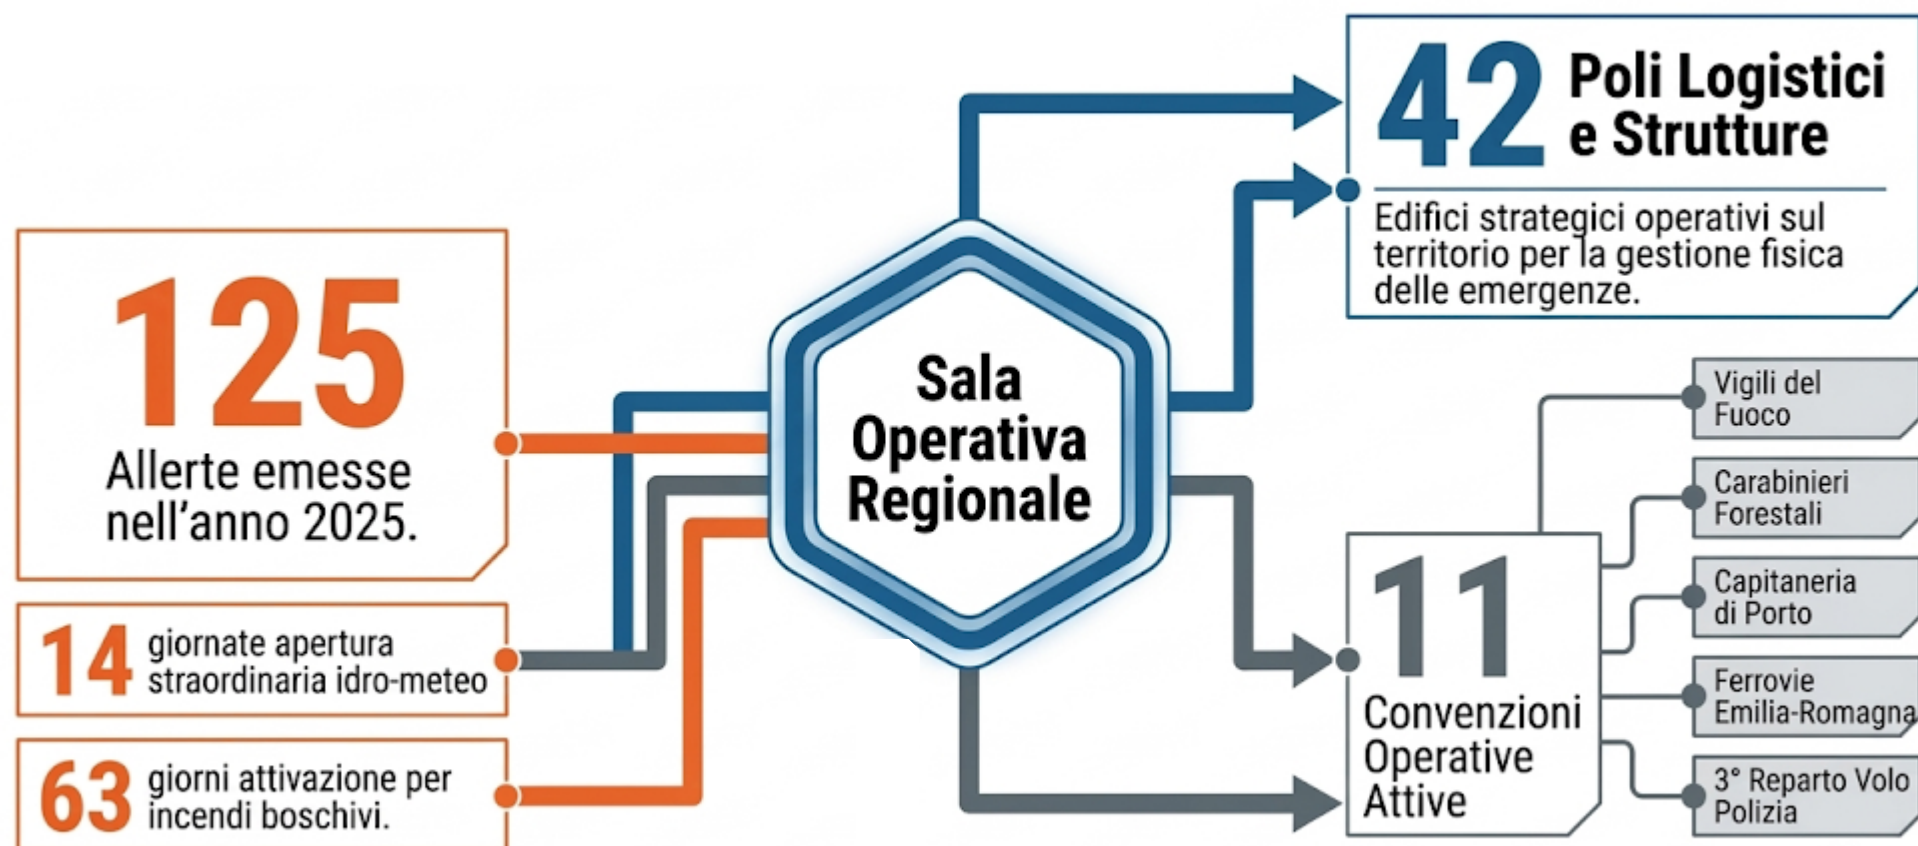 125
Allerte emesse
nell'anno 2025.
14
giornate apertura
straordinaria idro-meteo
63
giorni attivazione per
incendi boschivi.
Sala
Operativa
Regionale
42
Poli Logistici
e Strutture
Edifici strategici operativi sul
territorio per la gestione fisica
delle emergenze.
11
Convenzioni
Operative
Attive
Vigili del
Fuoco
Carabinieri
Forestali
Capitaneria
di Porto
Ferrovie
Emilia-Romagna
3° Reparto Volo
Polizia